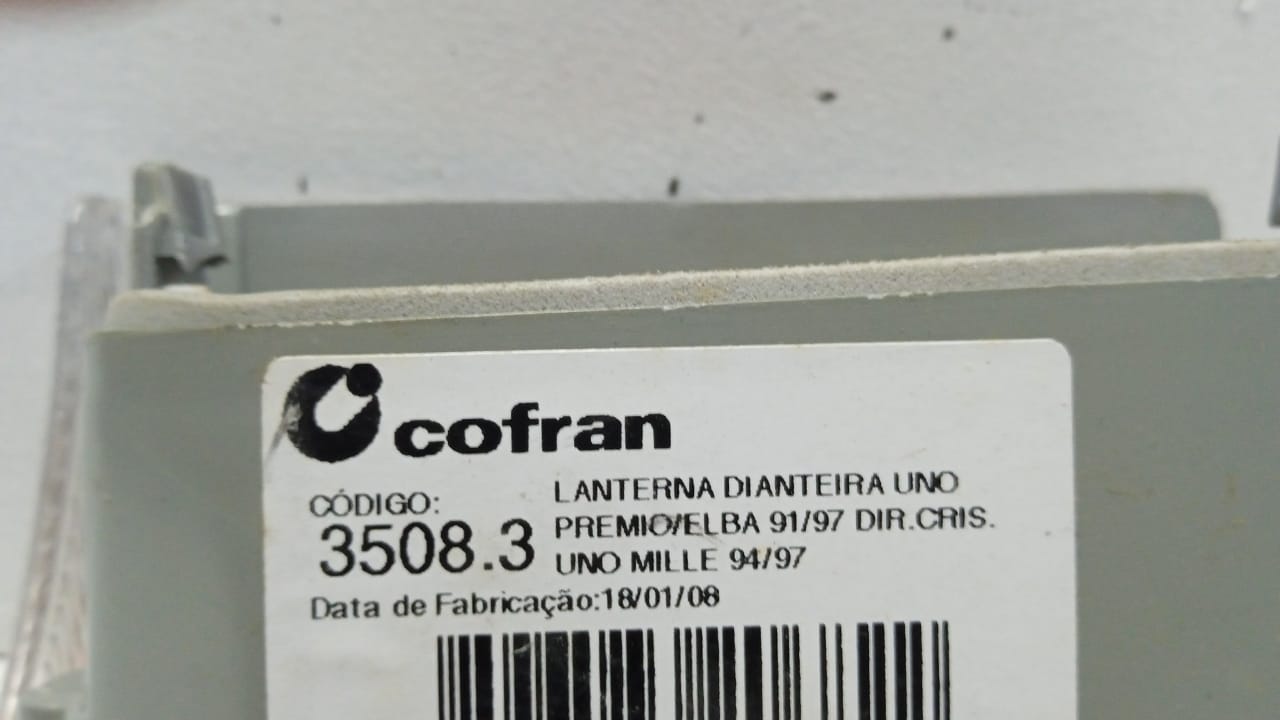 cofran
CÓDIGO:
3508.3
LANTERNA DIANTEIRA UNO
PREMIO/ELBA 91/97 DIR.CRIS.
UNO MILLE 94/97
Data de Fabricação:18/01/08